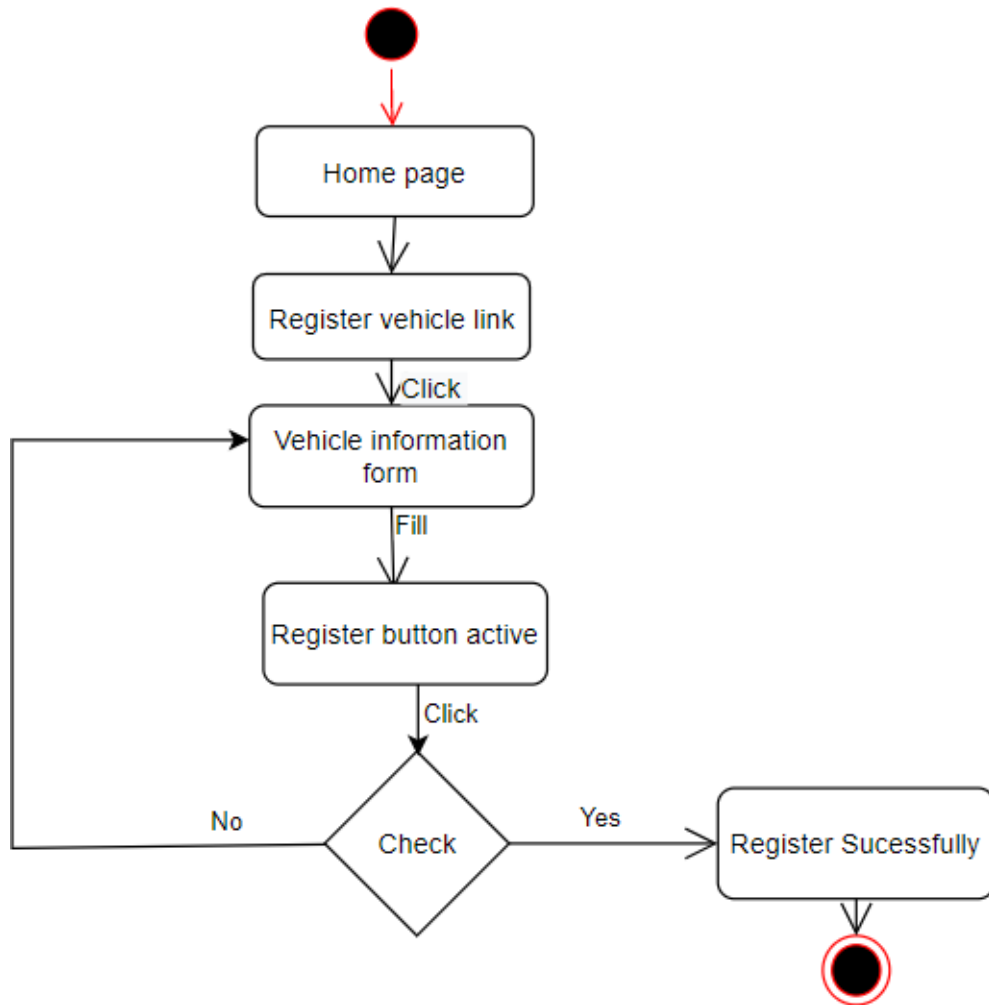 Home page
Register vehicle link
Click
Vehicle information
form
Fill
Register button active
Click
Check
No
Yes
Register Sucessfully